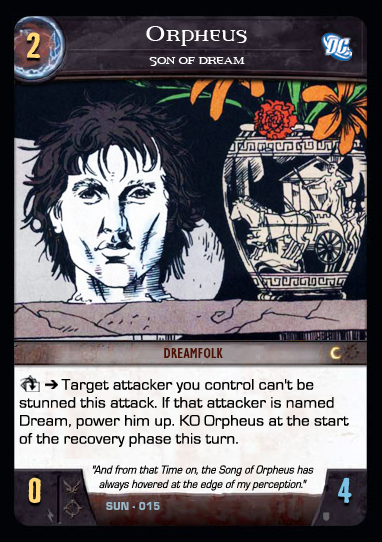 2
Orpheus
SON OF DREAM
DC
DREAMFOLK
➔ Target attacker you control can't be
stunned this attack. If that attacker is named
Dream, power him up. KO Orpheus at the start
of the recovery phase this turn.
"And from that Time on, the Song of Orpheus has
always hovered at the edge of my perception."
0
SUN · 015
4